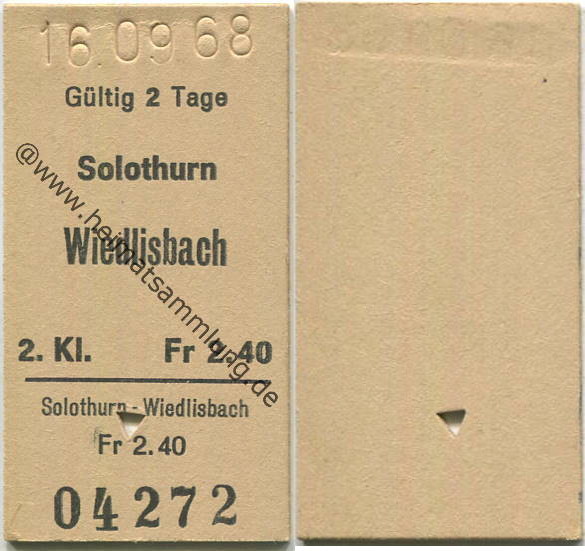 16.09 68
Gültig 2 Tage
Solothurn
Wiedlisbach
2. Kl. Fr 2.40
Solothurn - Wiedlisbach
Fr 2.40
04272
@www.heimatsammlung.de